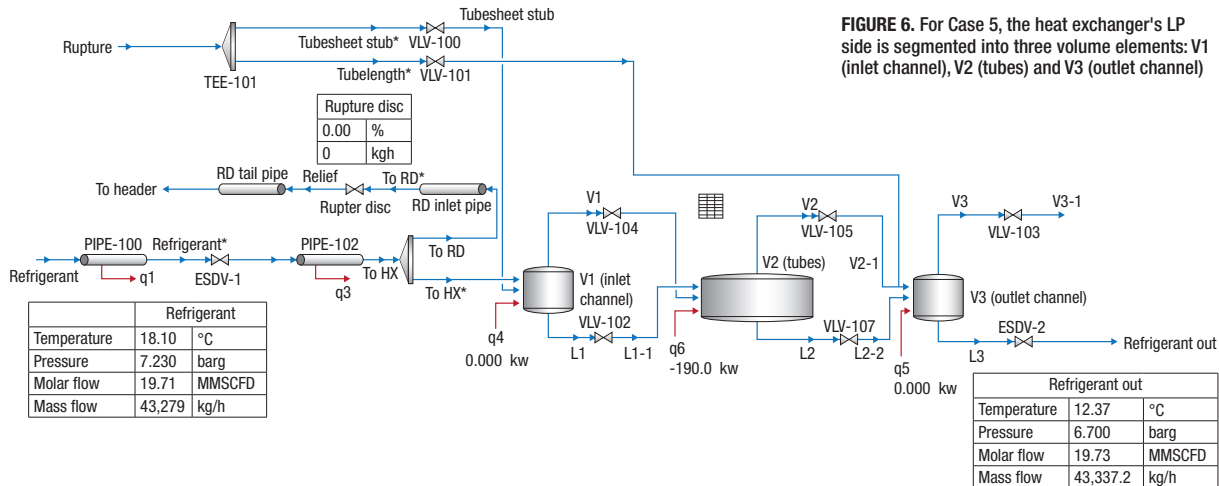 Tubesheet stub
Rupture
Tubesheet stub*
VLV-100
Tubelength*
VLV-101
TEE-101
FIGURE 6. For Case 5, the heat exchanger's LP
side is segmented into three volume elements: V1
(inlet channel), V2 (tubes) and V3 (outlet channel)
Rupture disc
0.00 %
0 kgh
To header
RD tail pipe
Relief
To RD*
Rupter disc
RD inlet pipe
PIPE-100
Refrigerant*
PIPE-102
To RD
Refrigerant
q1
ESDV-1
q3
To HX
To HX*
V1
VLV-104
V1 (inlet
channel)
VLV-102
q4
0.000 kw
L1
L1-1
V2
VLV-105
V2 (tubes)
V2-1
VLV-107
q6
-190.0 kw
L2
L2-2
V3
V3-1
VLV-103
V3 (outlet channel)
ESDV-2
q5
0.000 kw
L3
Refrigerant out
Refrigerant
Temperature 18.10 °C
Pressure 7.230 barg
Molar flow 19.71 MMSCFD
Mass flow 43,279 kg/h
Refrigerant out
Temperature 12.37 °C
Pressure 6.700 barg
Molar flow 19.73 MMSCFD
Mass flow 43,337.2 kg/h